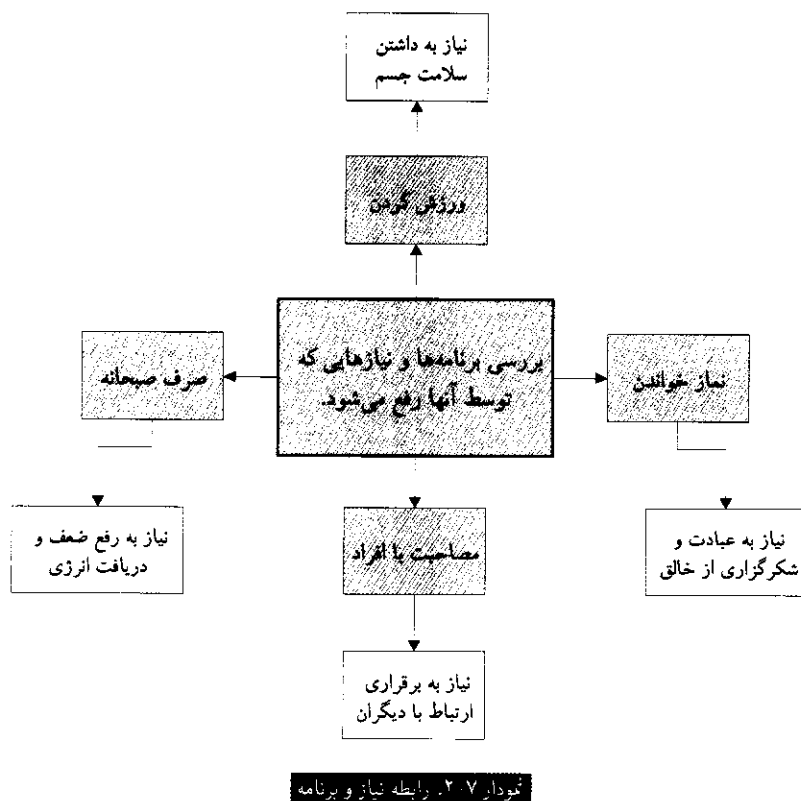 نیاز به داشتن
سلامت جسم
ورزش کردن
بررسی برنامه‌ها و نیازهایی که
توسط آنها رفع می‌شود.
نماز خواندن
صرف صبحانه
نیاز به عبادت و
شکرگزاری از خالق
مصاحبت با افراد
نیاز به رفع ضعف و
دریافت انرژی
نیاز به برقراری
ارتباط با دیگران
نمودار ۲۰۷. رابطه نیاز و برنامه